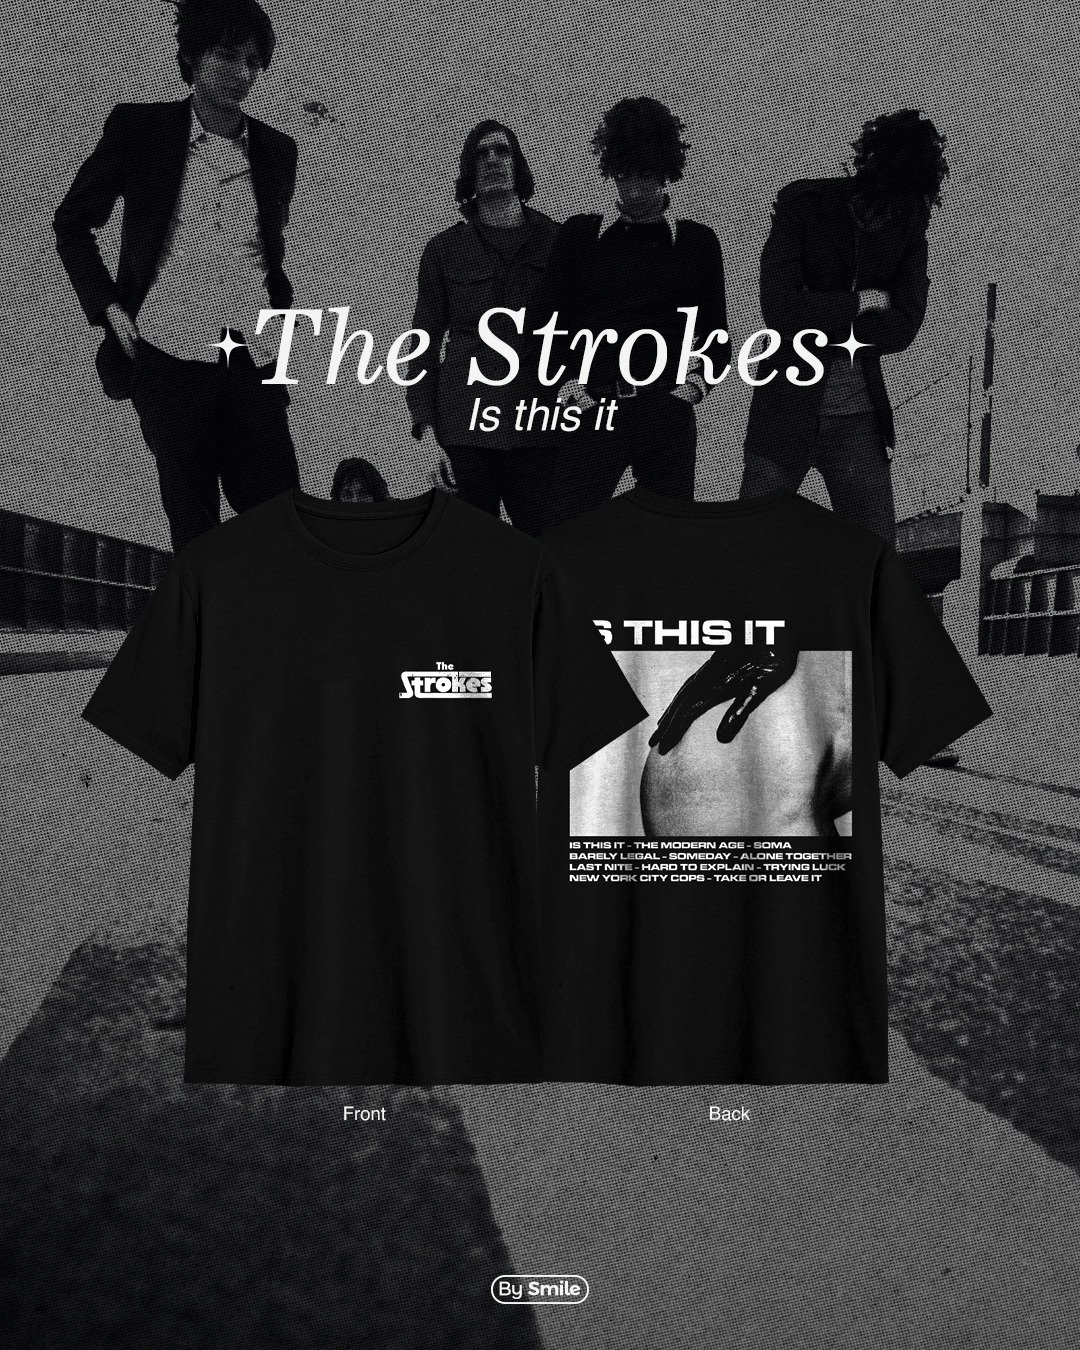 The Strokes
Is this it
The
Strokes
S THIS IT
IS THIS IT - THE MODERN AGE - SOMA
BARELY LEGAL - SOMEDAY - ALONE TOGETHER
LAST NITE - HARD TO EXPLAIN - TRYING LUCK
NEW YORK CITY COPS - TAKE OR LEAVE IT
Front
Back
By Smile